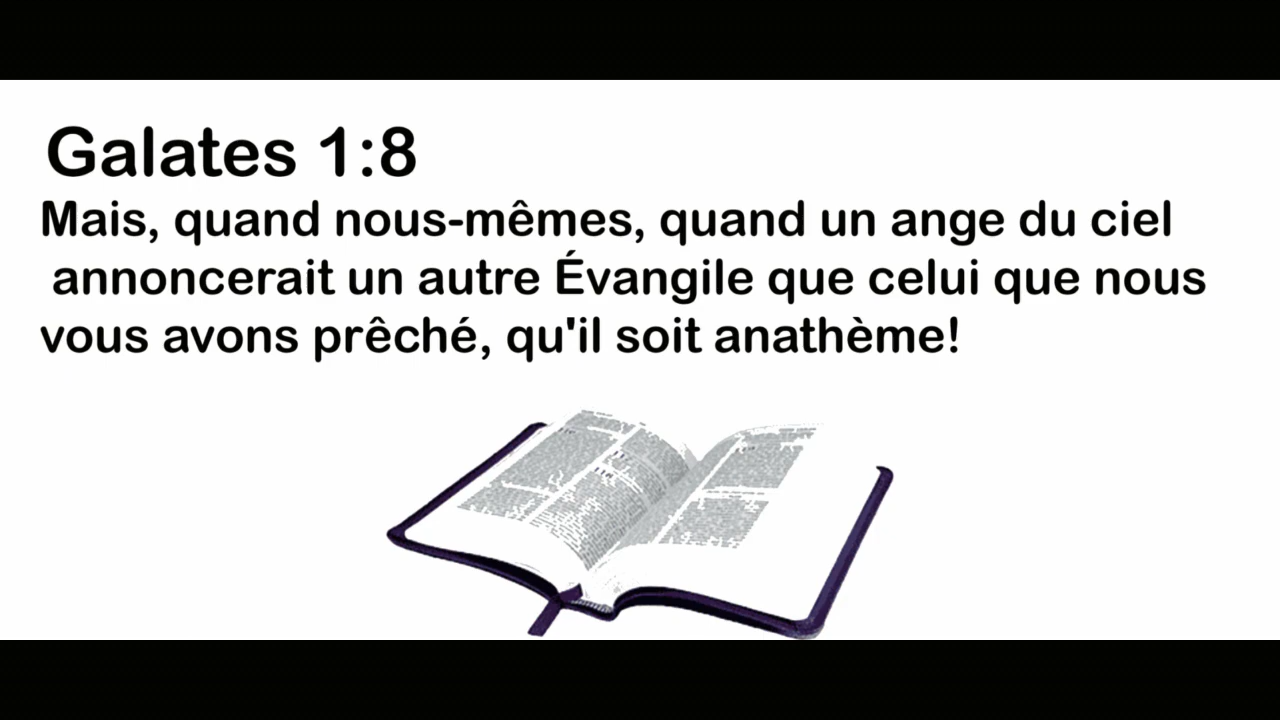 Galates 1:8
Mais, quand nous-mêmes, quand un ange du ciel
annoncerait un autre Évangile que celui que nous
vous avons prêché, qu'il soit anathème!